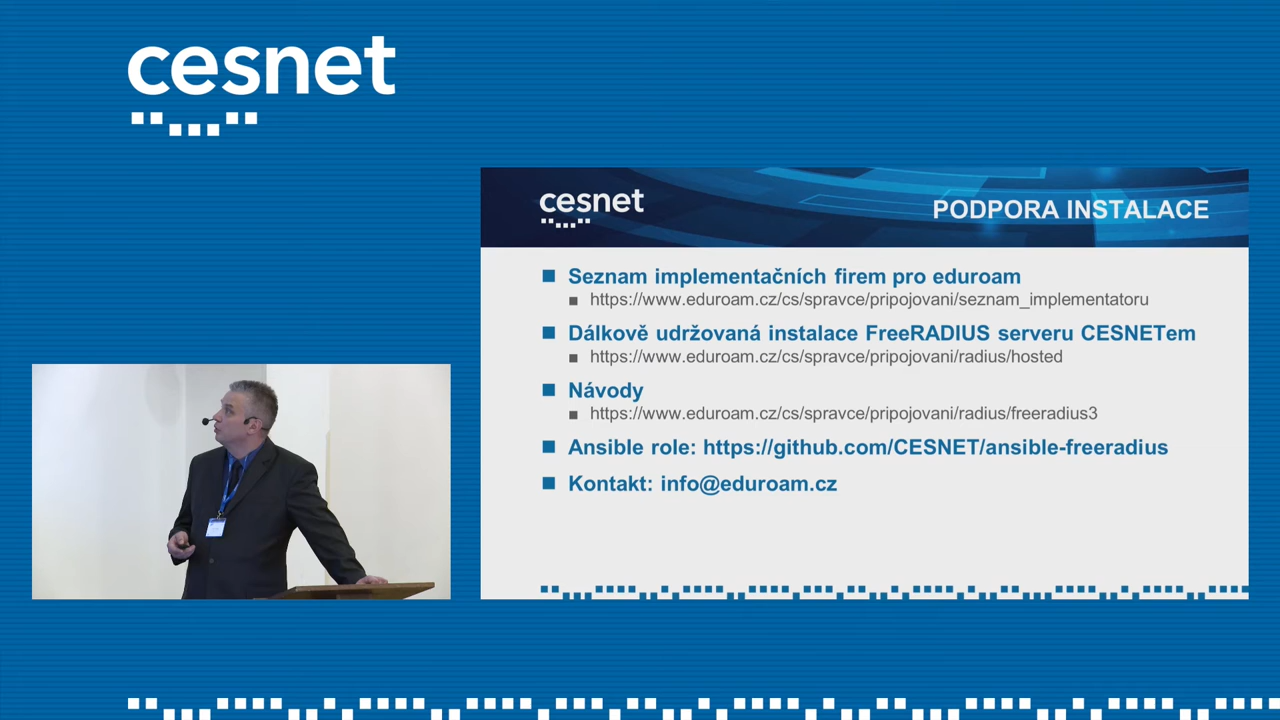 cesnet
cesnet
PODPORA INSTALACE
Seznam implementačních firem pro eduroam
https://www.eduroam.cz/cs/spravce/pripojovani/seznam_implementatoru
Dálkově udržovaná instalace FreeRADIUS serveru CESNETem
https://www.eduroam.cz/cs/spravce/pripojovani/radius/hosted
Návody
https://www.eduroam.cz/cs/spravce/pripojovani/radius/freeradius3
Ansible role: https://github.com/CESNET/ansible-freeradius
Kontakt: info@eduroam.cz